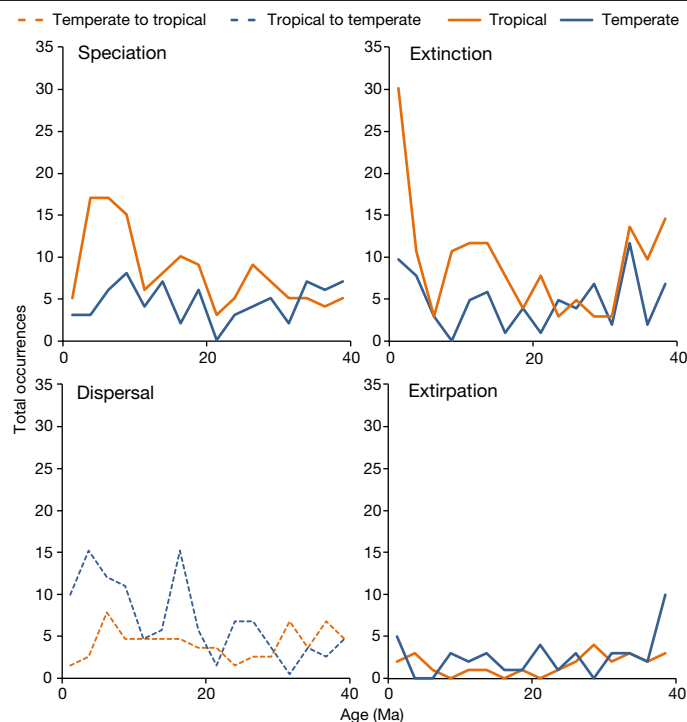 Temperate to tropical Tropical to temperate Tropical Temperate
Speciation Extinction
35 35
30 30
25 25
20 20
15 15
10 10
5 5
0 0
0 20 40 0 20 40
Total occurrences
Dispersal Extirpation
35 35
30 30
25 25
20 20
15 15
10 10
5 5
0 0
0 20 40 0 20 40
Age (Ma)